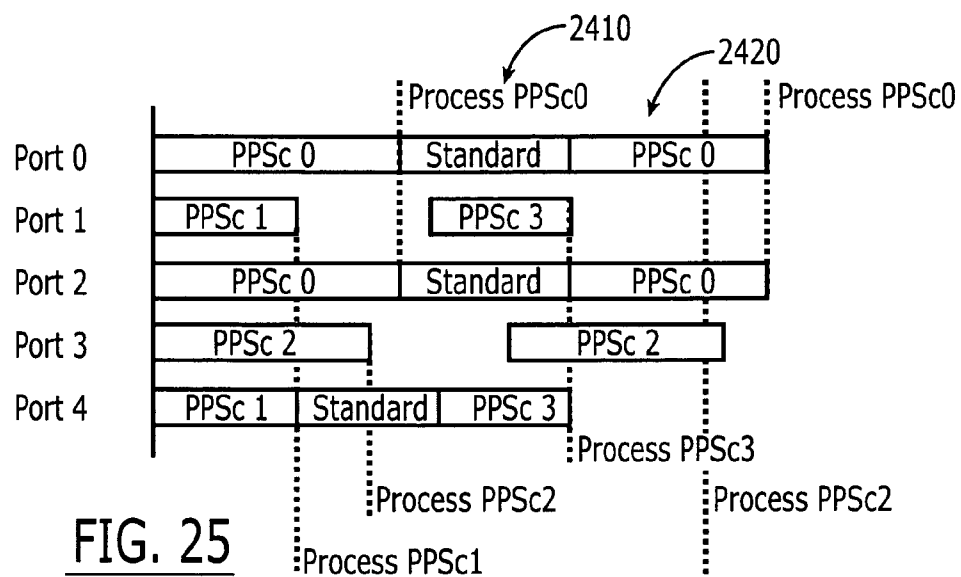 2410
2420
Process PPSc0
Process PPSc0
Port 0 PPSc 0 Standard PPSc 0
Port 1 PPSc 1 PPSc 3
Port 2 PPSc 0 Standard PPSc 0
Port 3 PPSc 2 PPSc 2
Port 4 PPSc 1 Standard PPSc 3
Process PPSc3
Process PPSc2
Process PPSc2
Process PPSc1
FIG. 25